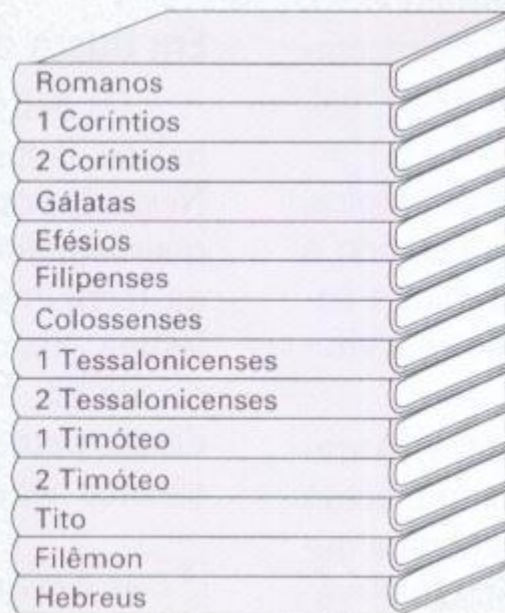 Romanos
1 Coríntios
2 Coríntios
Gálatas
Efésios
Filipenses
Colossenses
1 Tessalonicenses
2 Tessalonicenses
1 Timóteo
2 Timóteo
Tito
Filêmon
Hebreus